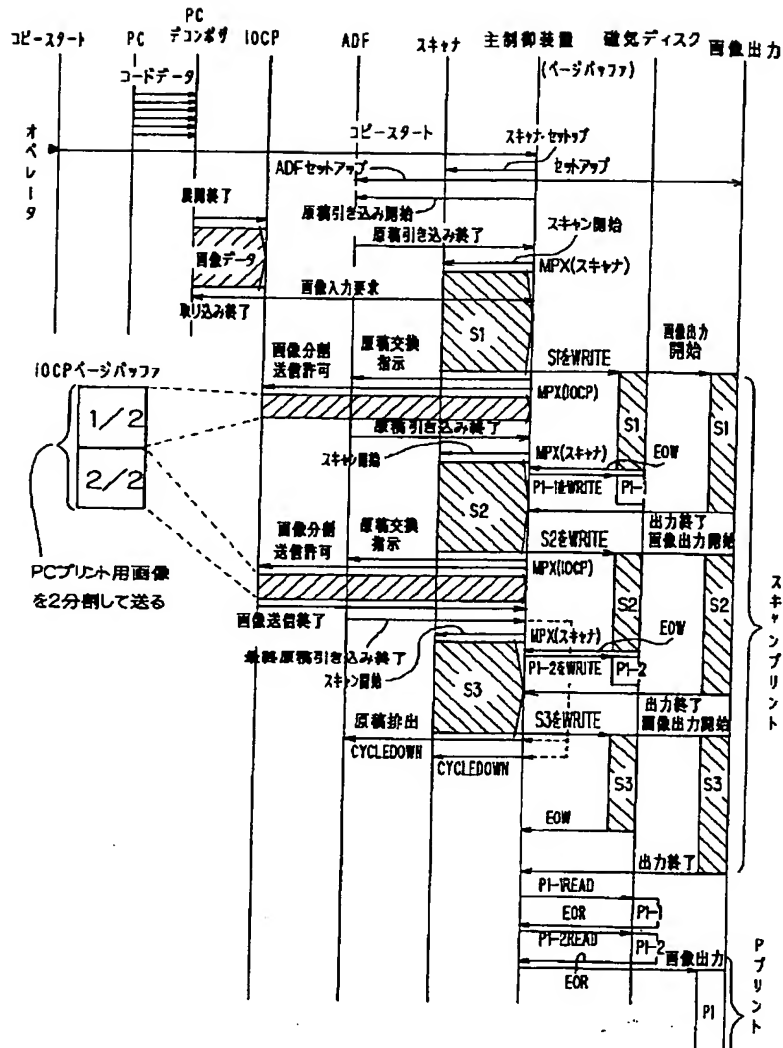 コピースタート
PC
PC
デコンポザ
IOCP
ADF
スキャナ
主制御装置
(ページバッファ)
磁気ディスク
画像出力
コードデータ
オペレータ
コピースタート
スキャナ・セットップ
ADFセットアップ
セットアップ
展開終了
原稿引き込み開始
原稿引き込み終了
スキャン開始
画像データ
MPX(スキャナ)
画像入力要求
取り込み終了
S1
画像出力
開始
IOCPページバッファ
画像分割
送信許可
原稿交換
指示
S1をWRITE
MPX(IOCP)
1/2
2/2
S1
S1
原稿引き込み終了
スキャン開始
MPX(スキャナ)
EOW
P1-1をWRITE
P1-
S2
PCプリント用画像
を2分割して送る
画像分割
送信許可
原稿交換
指示
出力終了
S2をWRITE
画像出力開始
MPX(IOCP)
S2
S2
スキャンプリント
画像送信終了
MPX(スキャナ)
EOW
最終原稿引き込み終了
スキャン開始
P1-2をWRITE
P1-2
S3
出力終了
原稿排出
S3をWRITE
画像出力開始
CYCLEDOWN
CYCLEDOWN
S3
S3
EOW
出力終了
P1-1READ
EOR
P1-1
P1-2READ
P1-2
画像出力
EOR
P1
Pプリント